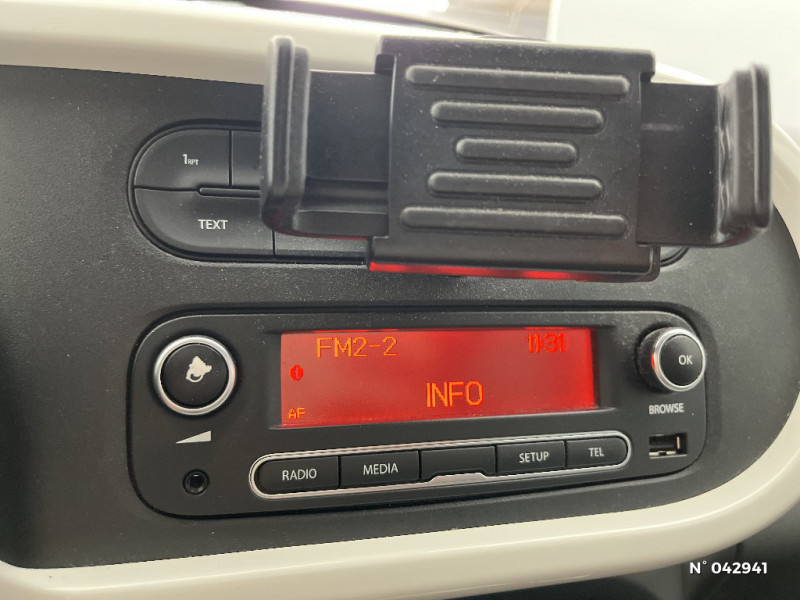 1RPT
TEXT
FM2-2 11:31
INFO
AF
OK
BROWSE
RADIO MEDIA SETUP TEL
N° 042941